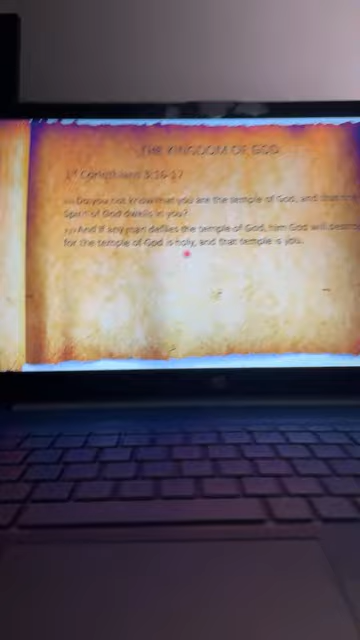 THE KINGDOM OF GOD
1st Corinthians 3:16-17
Do you not know that you are the temple of God, and that the
Spirit of God dwells in you?
And if any man defiles the temple of God, him God will
for the temple of God is holy, and that temple is you.